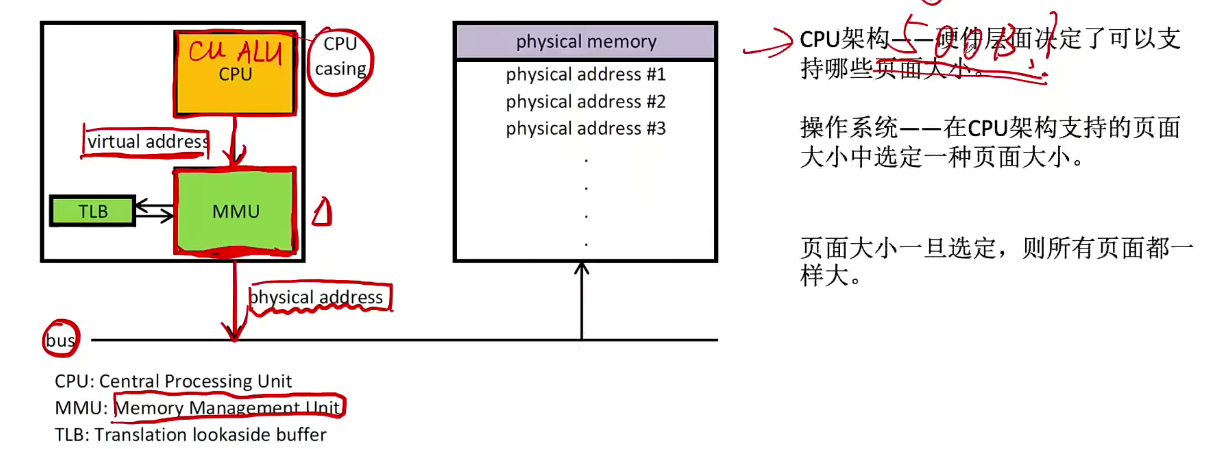 CU ALU
CPU
CPU
casing
virtual address
TLB
MMU
physical address
bus
physical memory
physical address #1
physical address #2
physical address #3
CPU: Central Processing Unit
MMU: Memory Management Unit
TLB: Translation lookaside buffer
CPU架构——硬件层面决定了可以支
持哪些页面大小。
500B
操作系统——在CPU架构支持的页面
大小中选定一种页面大小。
页面大小一旦选定，则所有页面都一
样大。